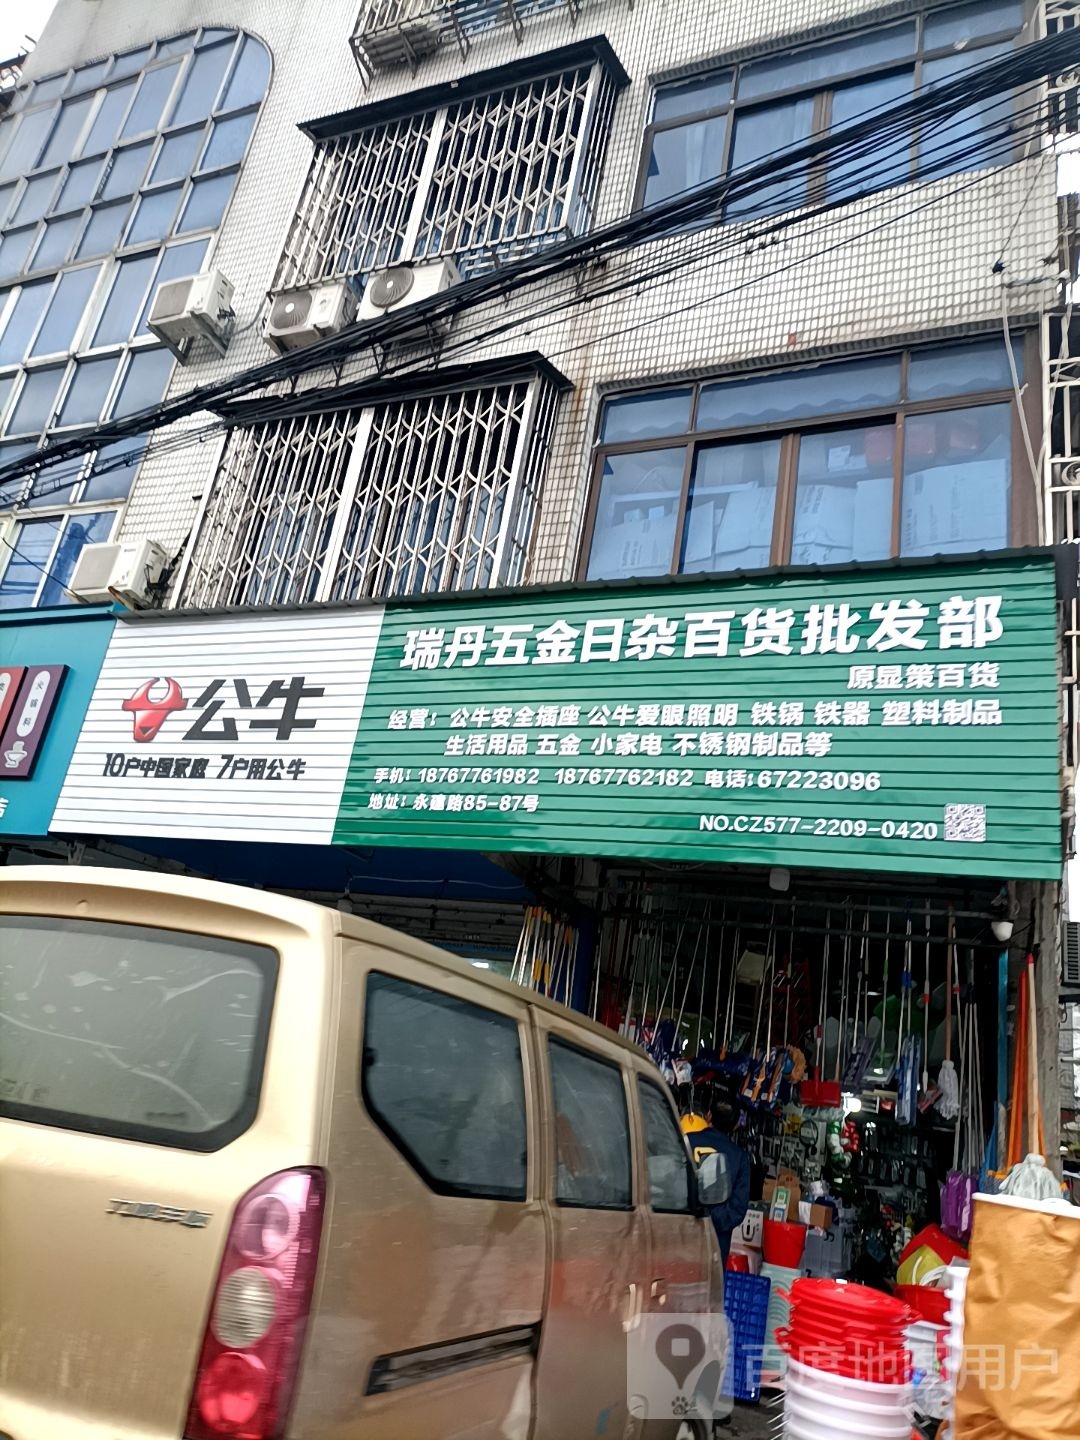 瑞丹五金日杂百货批发部
原显策百货
公牛
10户中国家庭 7户用公牛
经营：公牛安全插座 公牛爱眼照明 铁锅 铁器 塑料制品
生活用品 五金 小家电 不锈钢制品等
手机：18767761982 18767762182 电话：67223096
地址：永建路85-87号
NO.CZ577-2209-0420
火锅料
店
百度地图用户